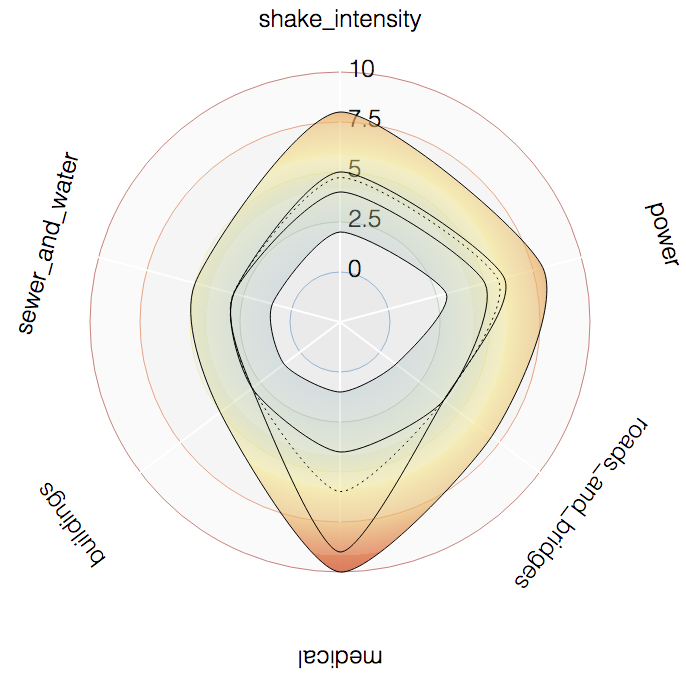 shake_intensity
10
7.5
5
2.5
0
power
roads_and_bridges
medical
buildings
sewer_and_water